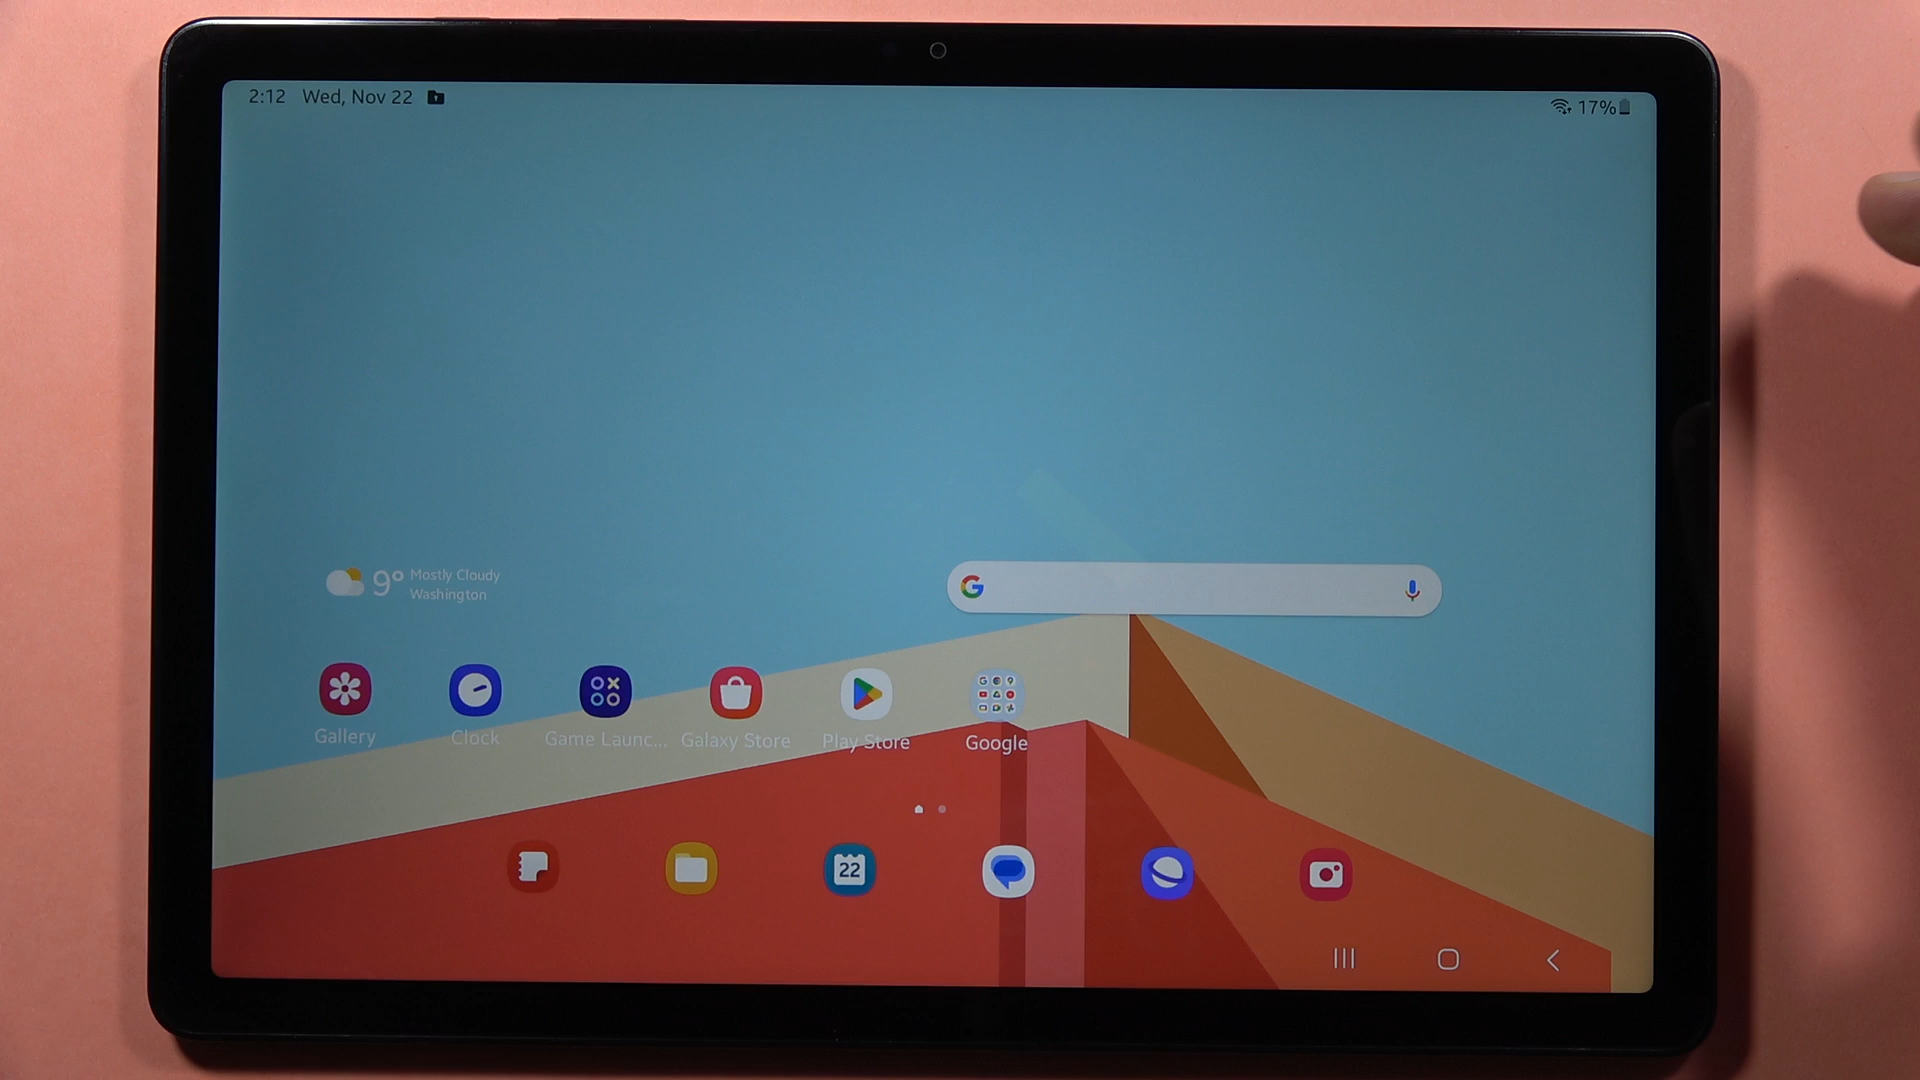 2:12 Wed, Nov 22
17%
9° Mostly Cloudy
Washington
G
Gallery
Clock
Game Launc...
Galaxy Store
Play Store
Google
22